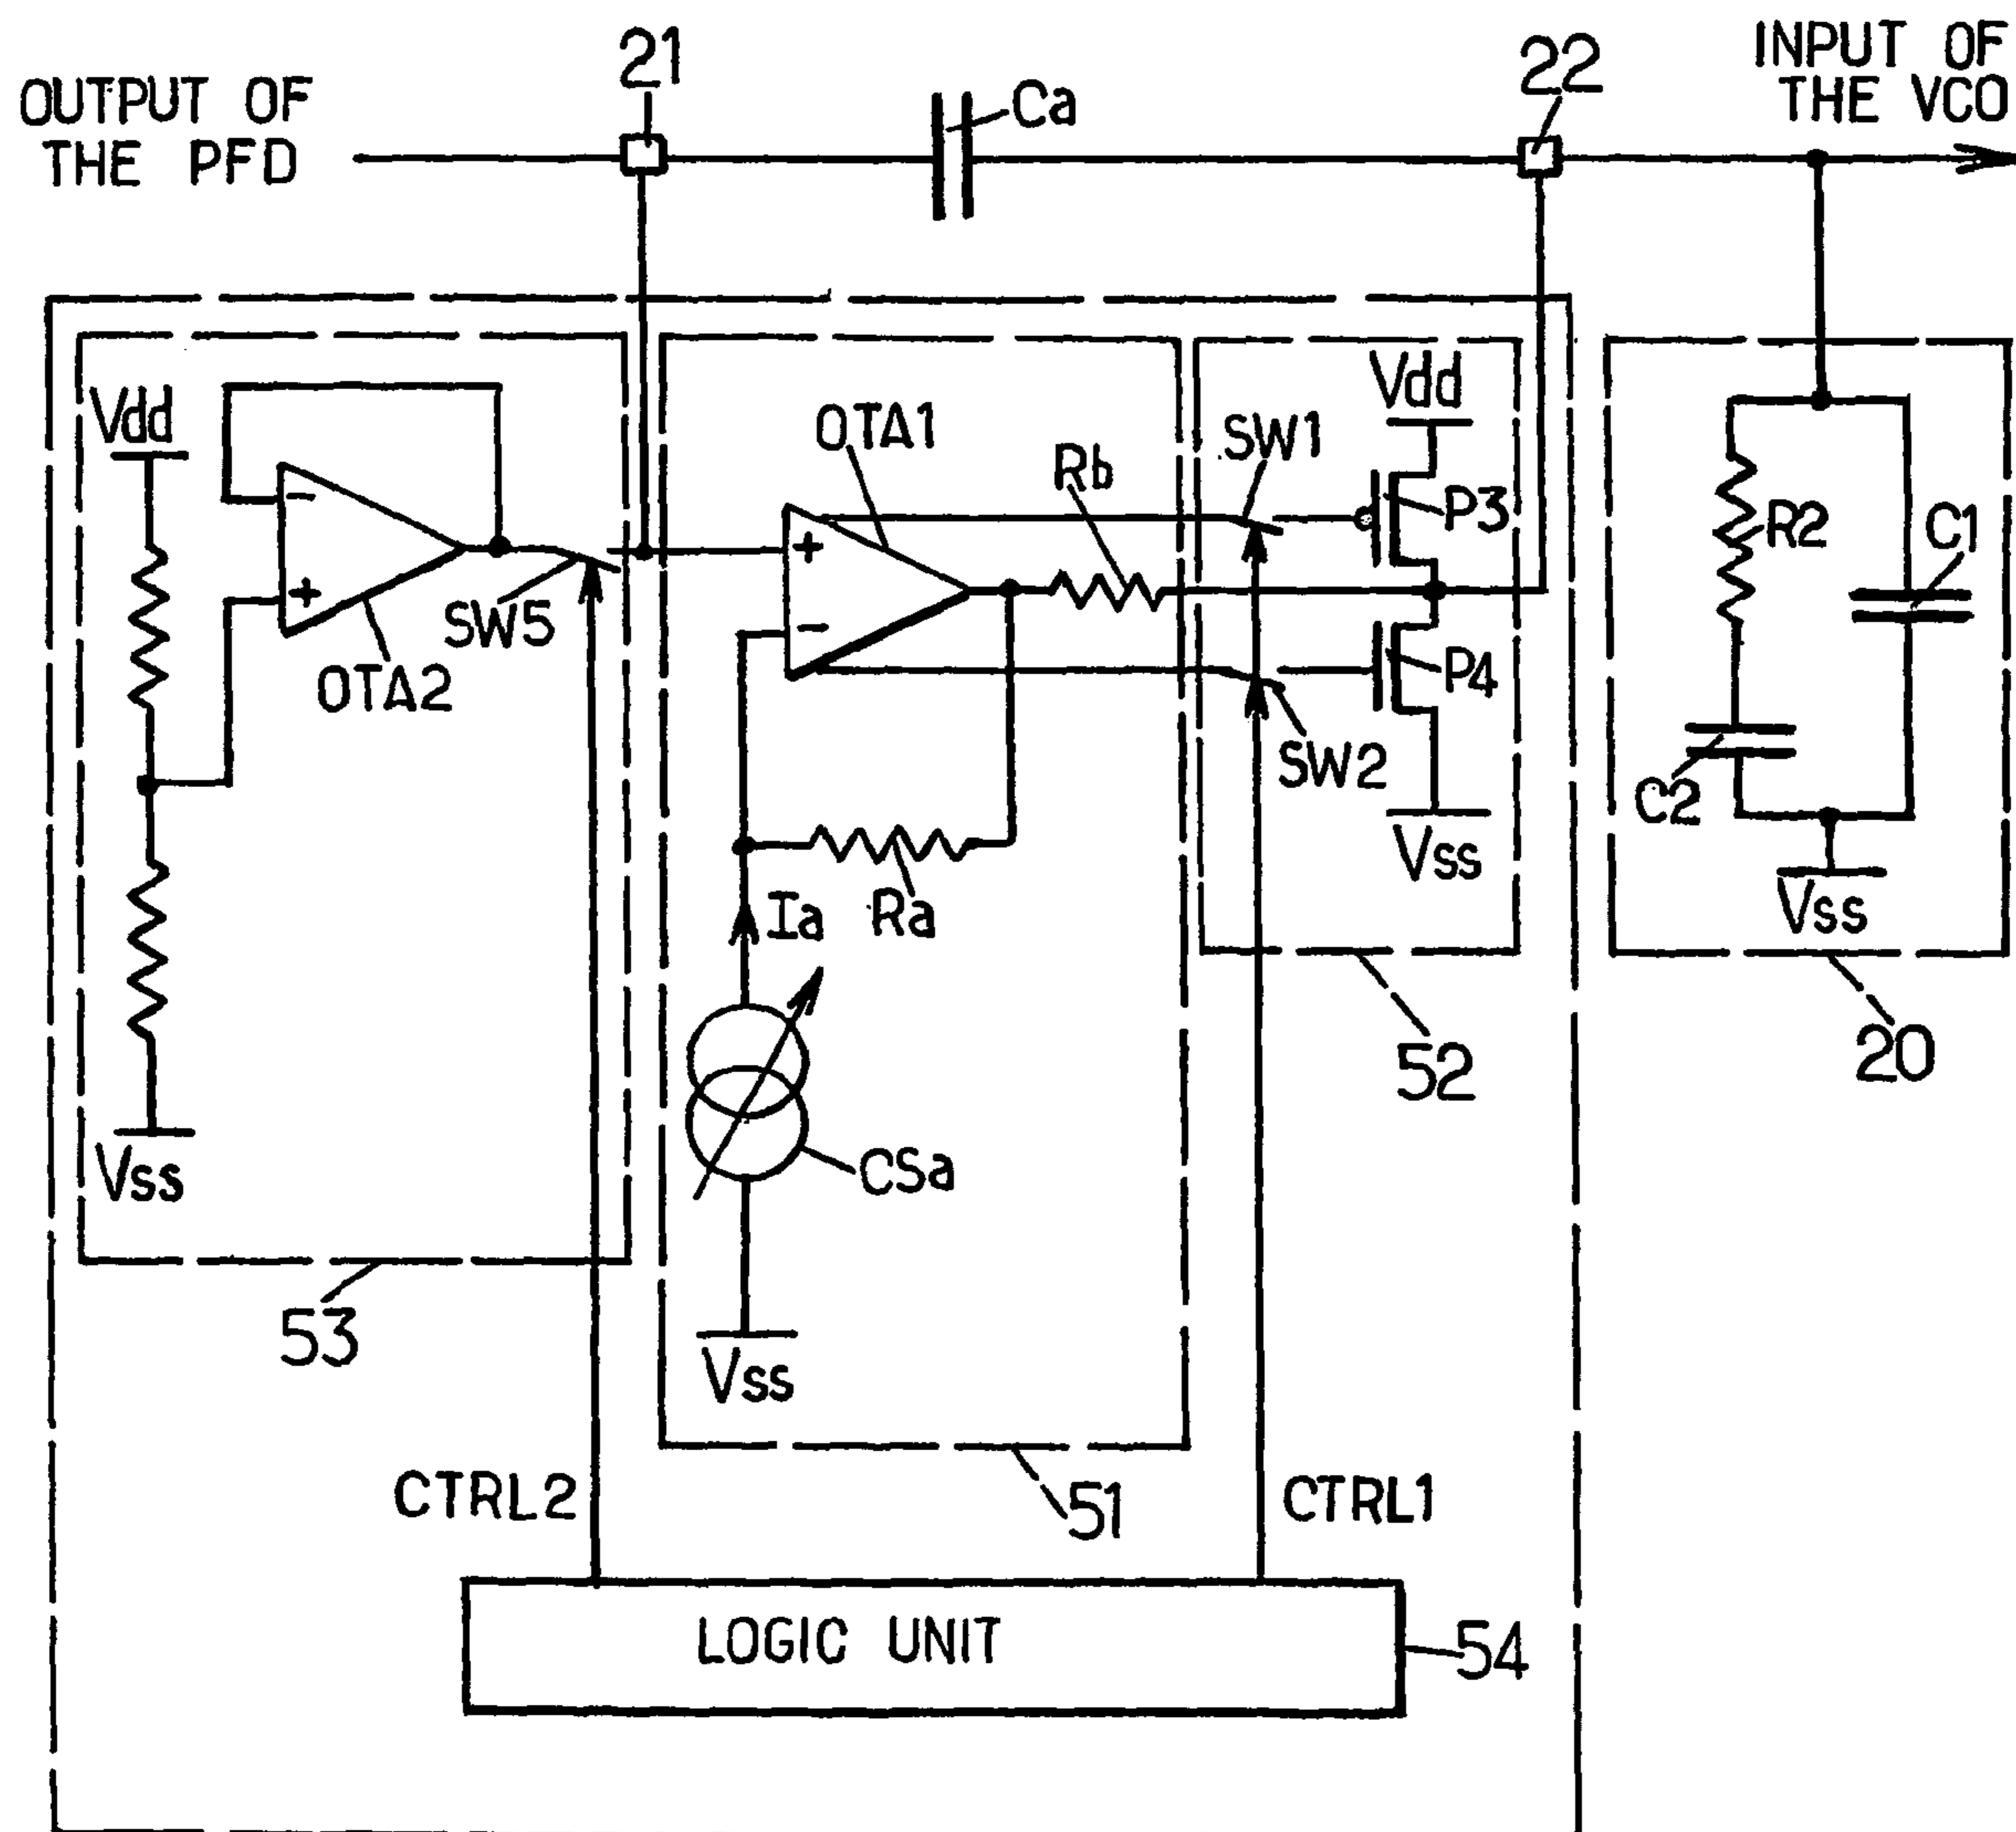 OUTPUT OF
THE PFD
21
Ca
22
INPUT OF
THE VCO
Vdd
OTA2
SW5
Vss
53
OTA1
Rb
Ia
Ra
CSa
Vss
51
SW1
Vdd
P3
P4
SW2
Vss
52
R2
C1
C2
Vss
20
CTRL2
CTRL1
LOGIC UNIT
54
-
+
+
-